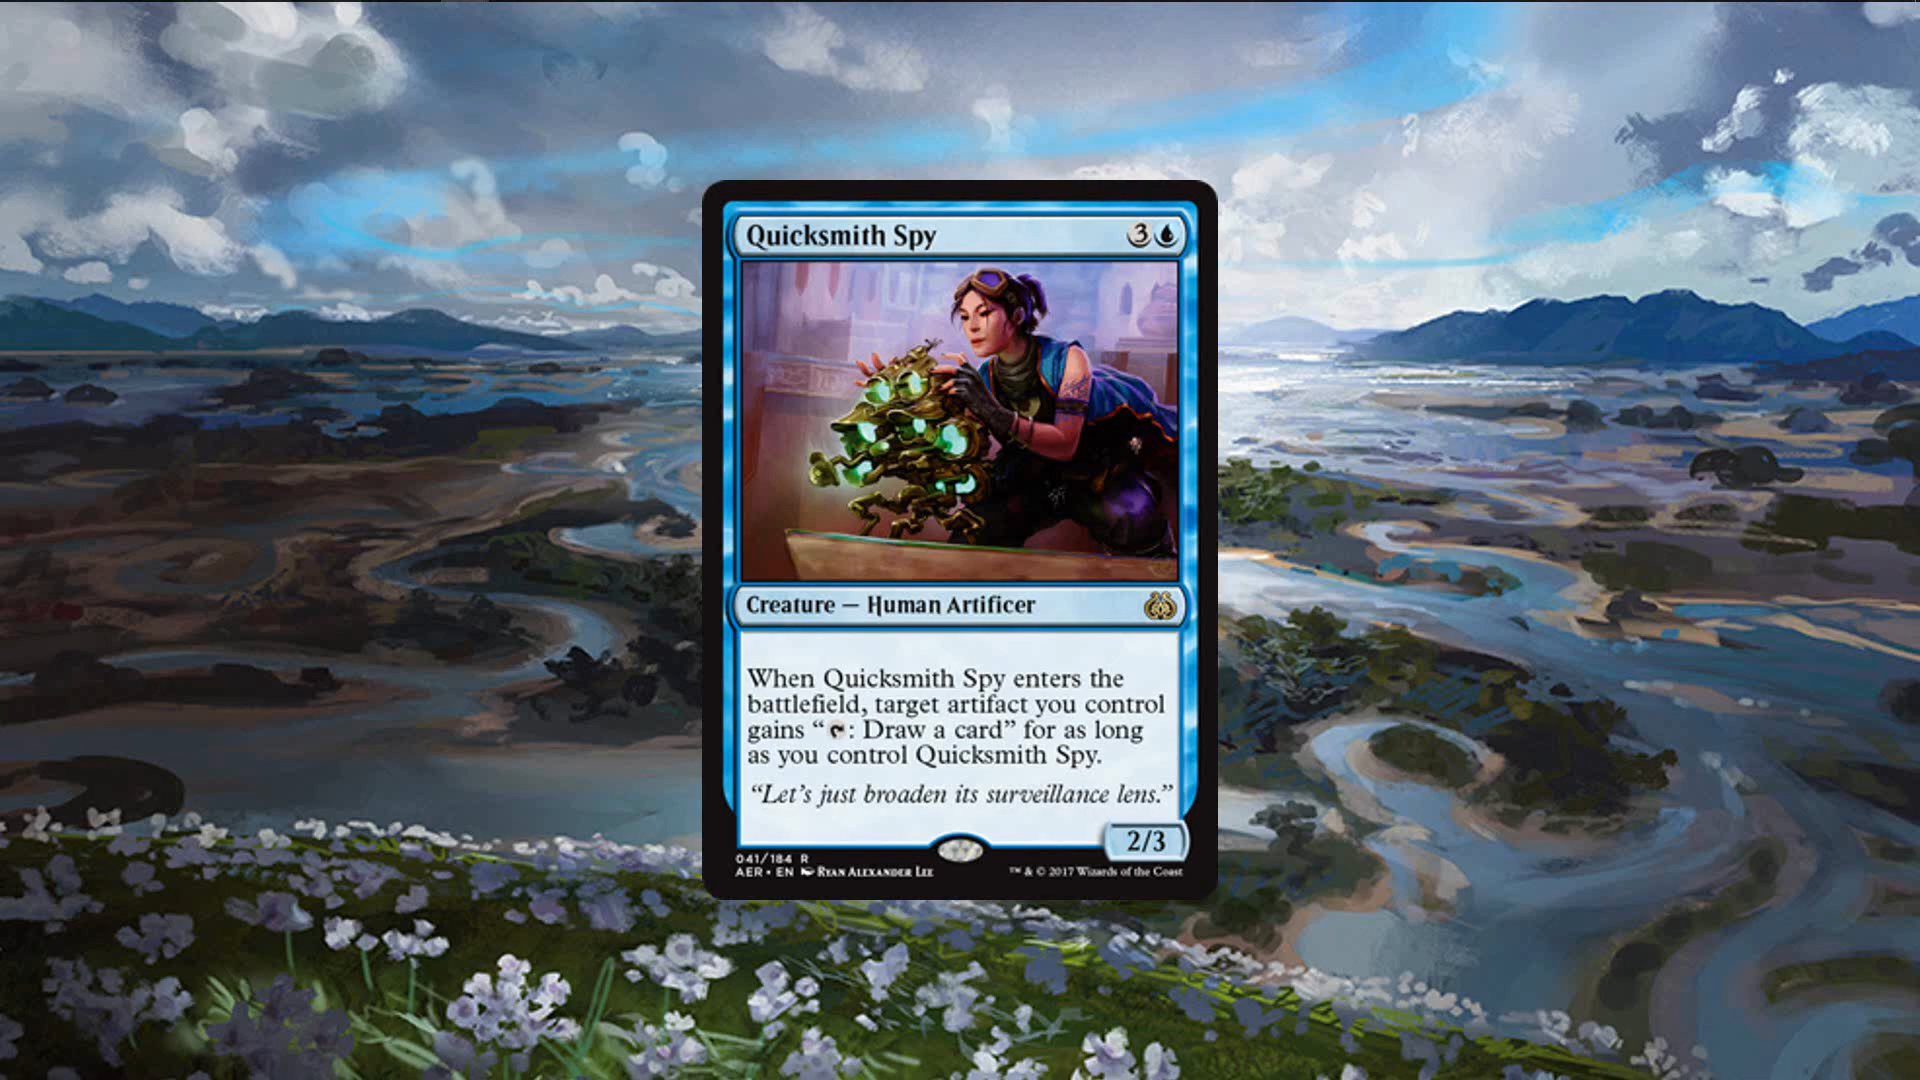 Quicksmith Spy 3
Creature — Human Artificer
When Quicksmith Spy enters the
battlefield, target artifact you control
gains “: Draw a card” for as long
as you control Quicksmith Spy.
“Let’s just broaden its surveillance lens.”
2/3
041/184 R
AER • EN Ryan Alexander Lee
™ & © 2017 Wizards of the Coast